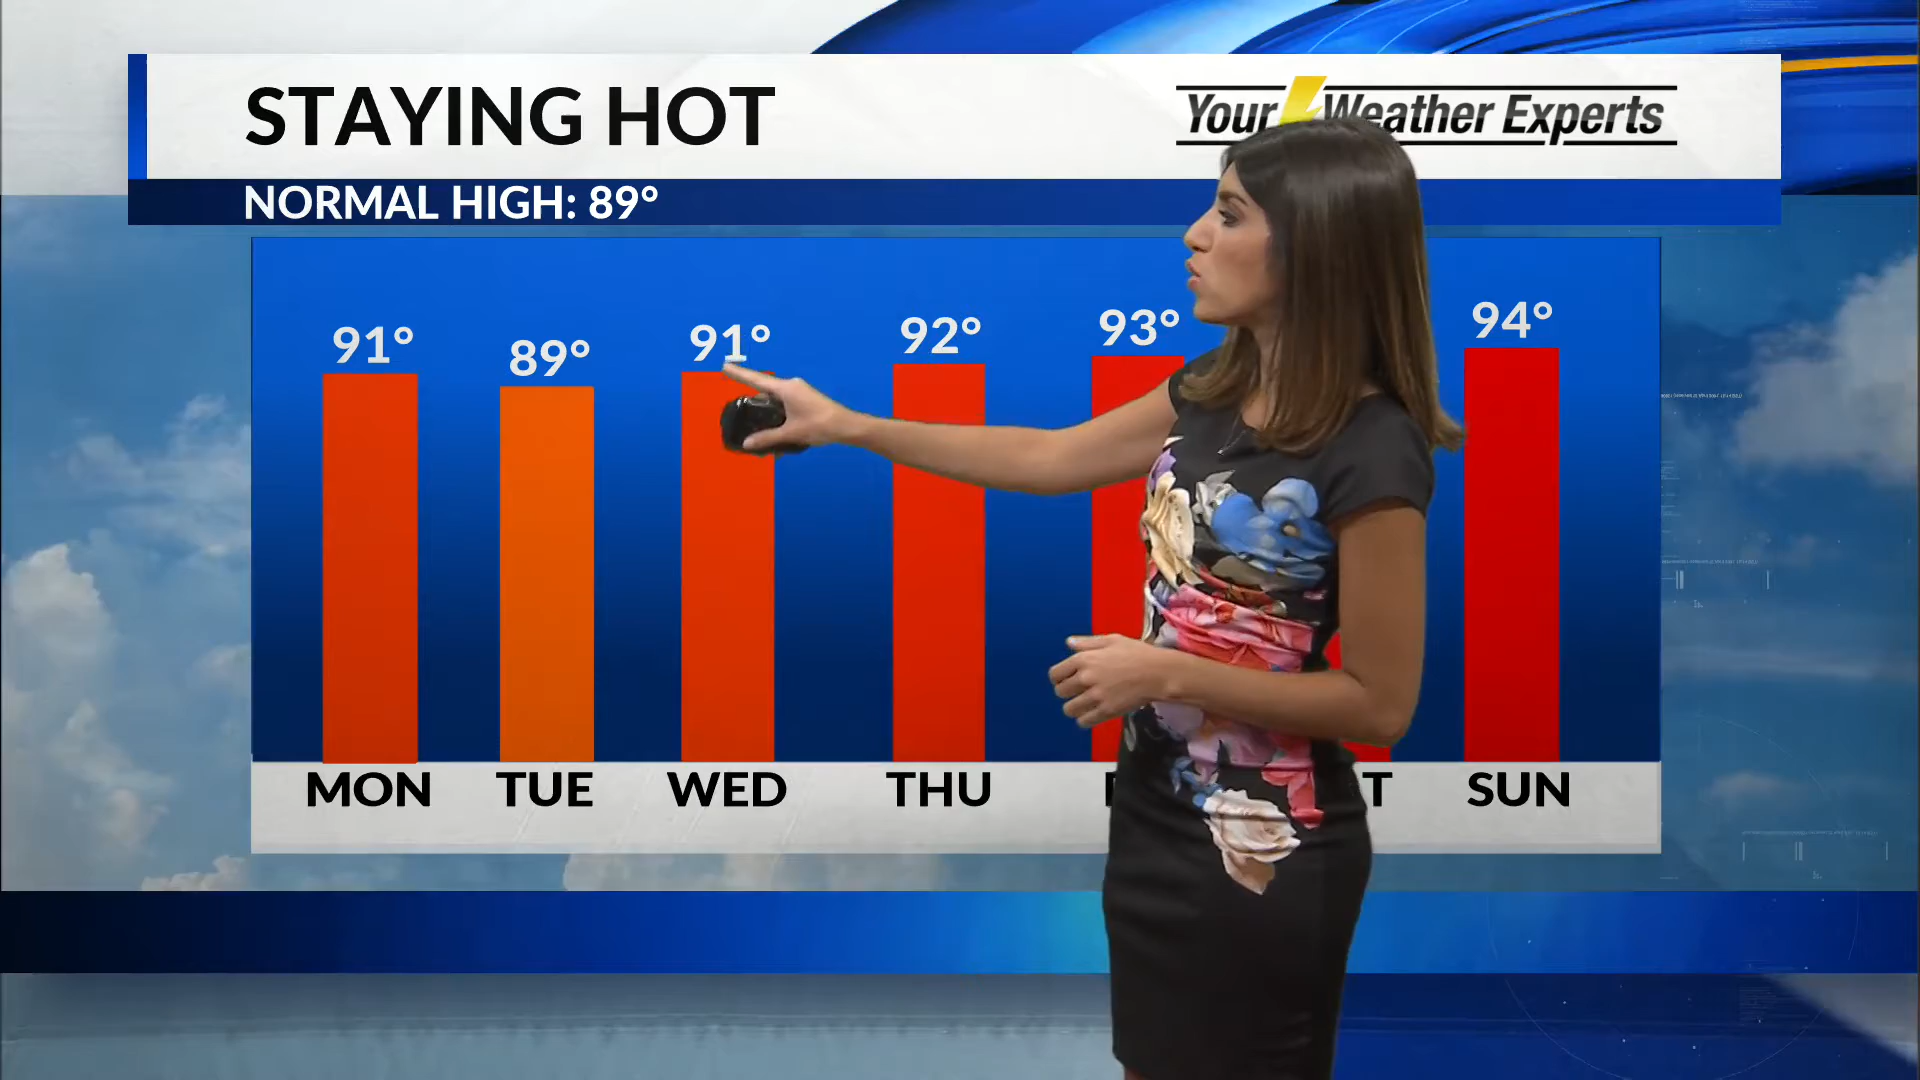 STAYING HOT
Your Weather Experts
NORMAL HIGH: 89°
91° 89° 91° 92° 93° 94°
MON TUE WED THU F T SUN